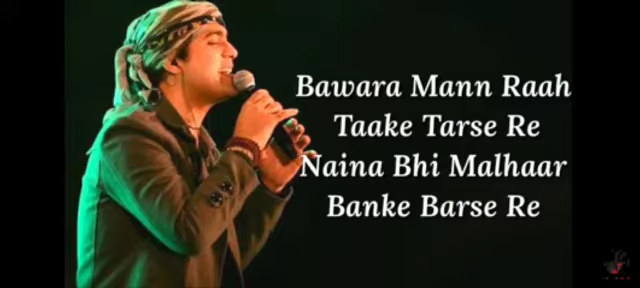 Bawara Mann Raah
Taake Tarse Re
Naina Bhi Malhaar
Banke Barse Re